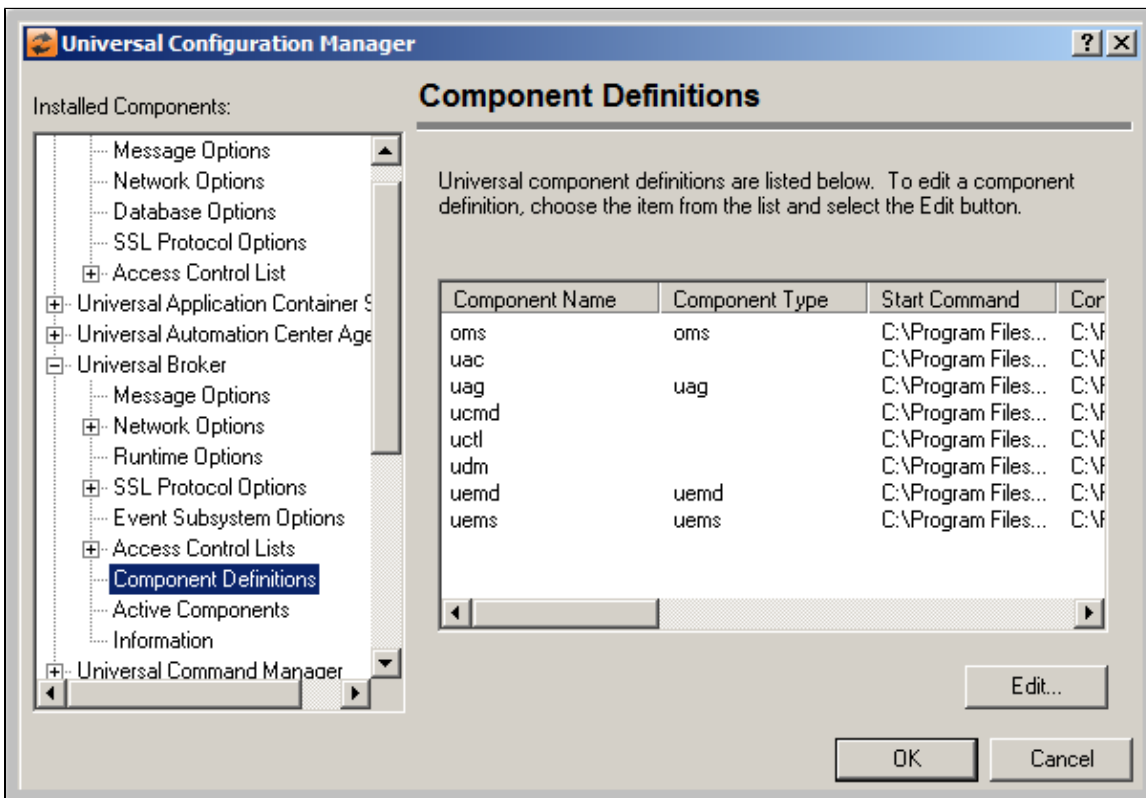 Universal Configuration Manager
Installed Components:
Message Options
Network Options
Database Options
SSL Protocol Options
Access Control List
Universal Application Container S
Universal Automation Center Age
Universal Broker
Message Options
Network Options
Runtime Options
SSL Protocol Options
Event Subsystem Options
Access Control Lists
Component Definitions
Active Components
Information
Universal Command Manager
Component Definitions
Universal component definitions are listed below. To edit a component
definition, choose the item from the list and select the Edit button.
Component Name Component Type Start Command Cor
oms oms C:\Program Files... C:\F
uac C:\Program Files... C:\F
uag uag C:\Program Files... C:\F
ucmd C:\Program Files... C:\F
uctl C:\Program Files... C:\F
udm C:\Program Files... C:\F
uemd uemd C:\Program Files... C:\F
uems uems C:\Program Files... C:\F
Edit...
OK Cancel